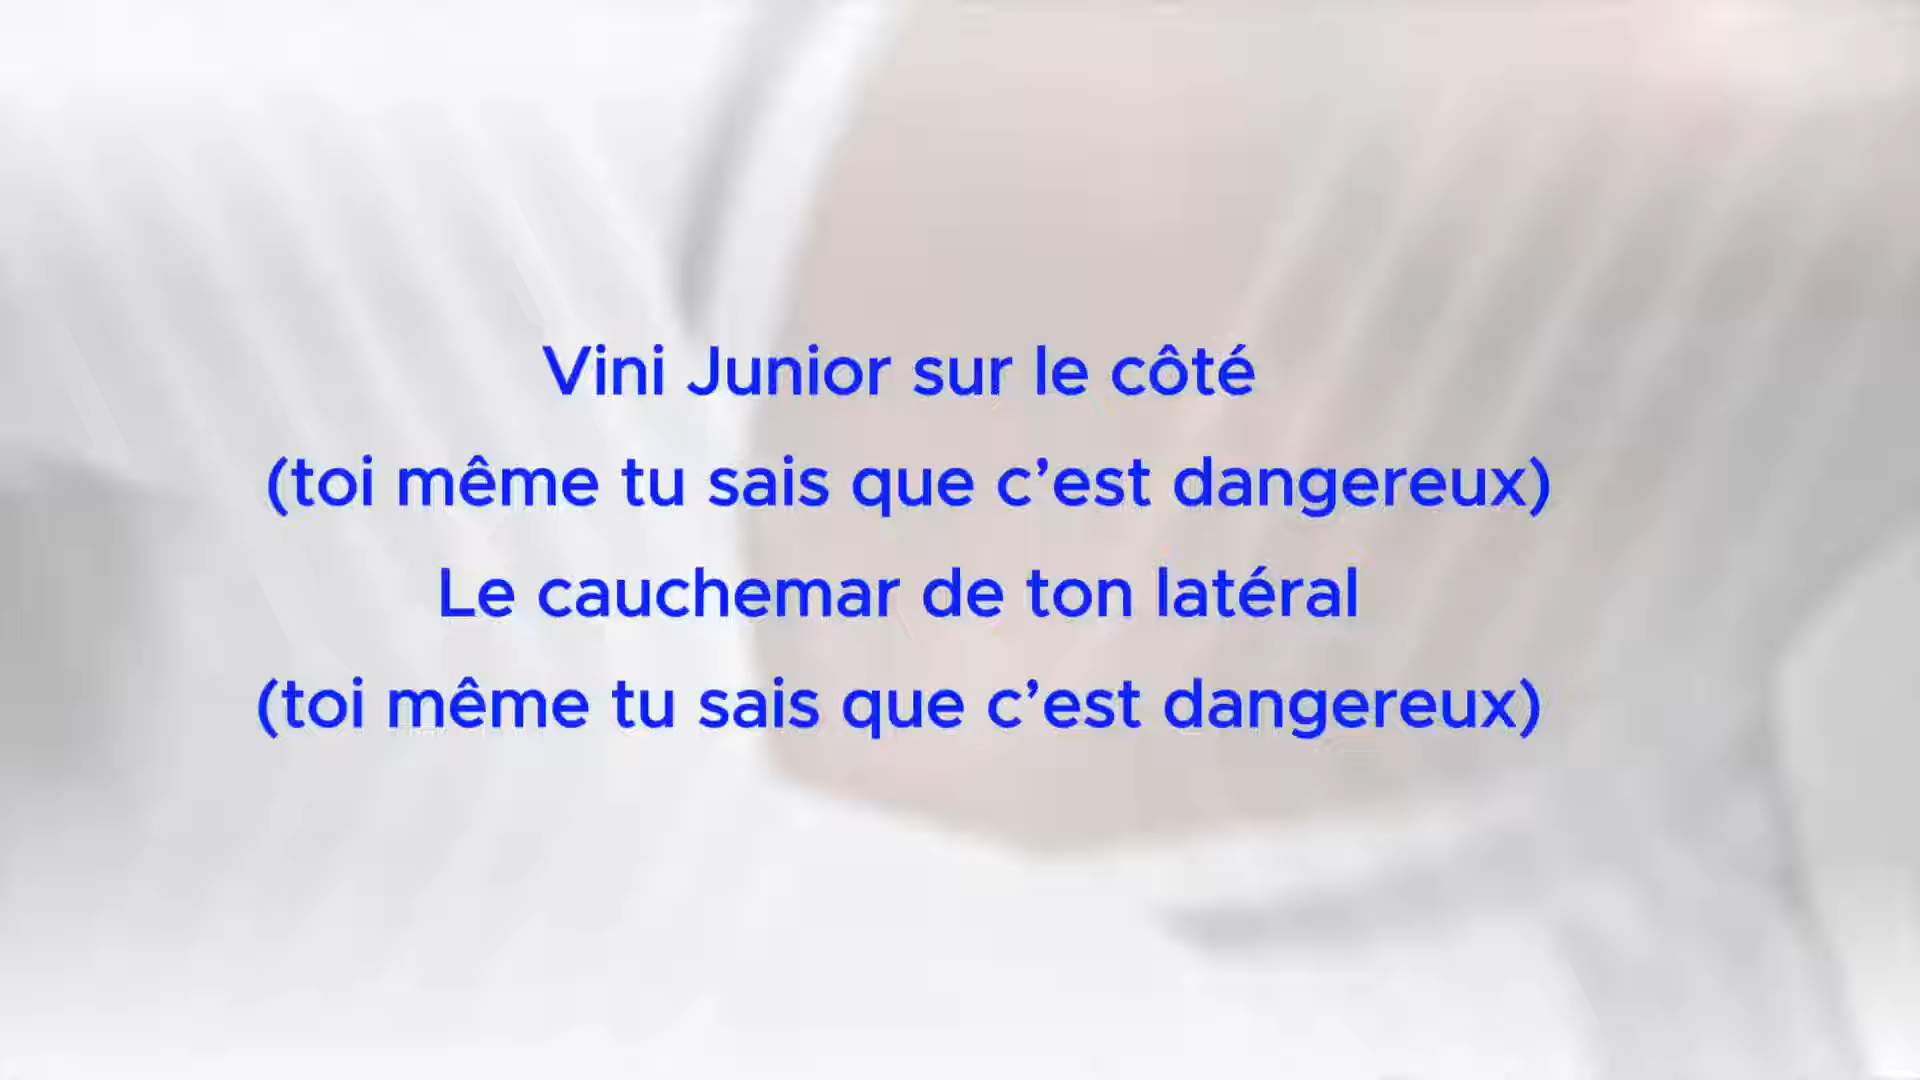 Vini Junior sur le côté
(toi même tu sais que c’est dangereux)
Le cauchemar de ton latéral
(toi même tu sais que c’est dangereux)